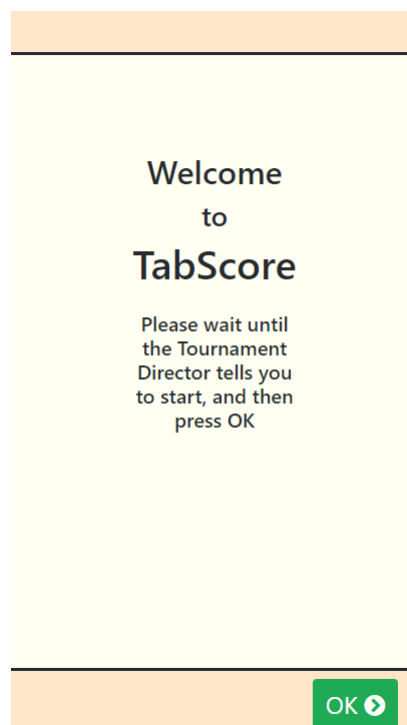 Welcome
to
TabScore
Please wait until
the Tournament
Director tells you
to start, and then
press OK
OK